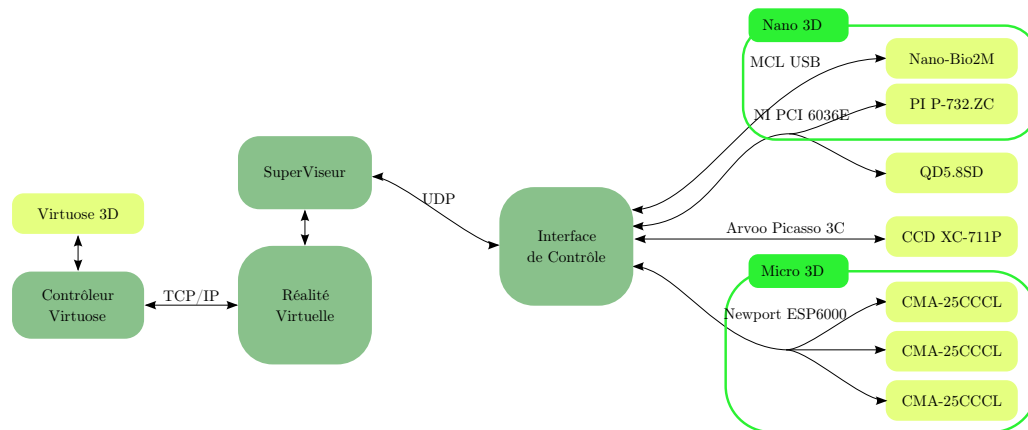 Nano 3D
MCL USB
Nano-Bio2M
PI P-732.ZC
NI PCI 6036E
SuperViseur
QD5.8SD
UDP
Virtuose 3D
Arvoo Picasso 3C
Interface
de Contrôle
CCD XC-711P
Micro 3D
Contrôleur
Virtuose
TCP/IP
Réalité
Virtuelle
CMA-25CCCL
Newport ESP6000
CMA-25CCCL
CMA-25CCCL